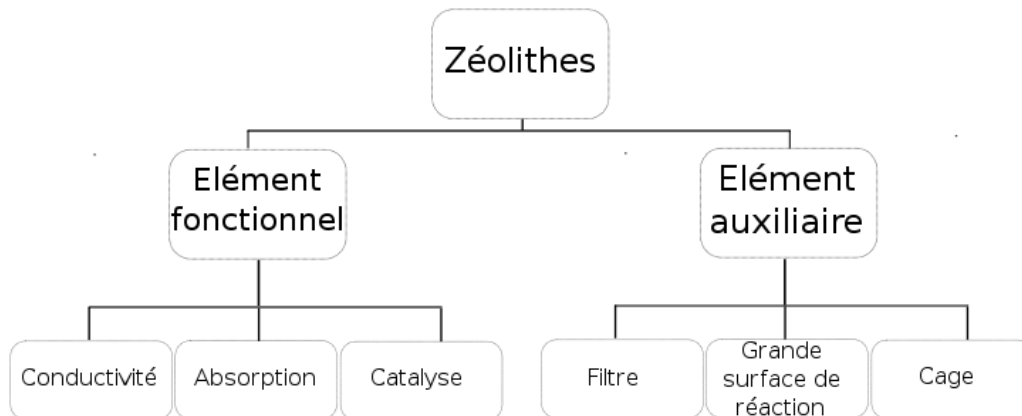 Zéolithes
Elément
fonctionnel
Elément
auxiliaire
Conductivité
Absorption
Catalyse
Filtre
Grande
surface de
réaction
Cage